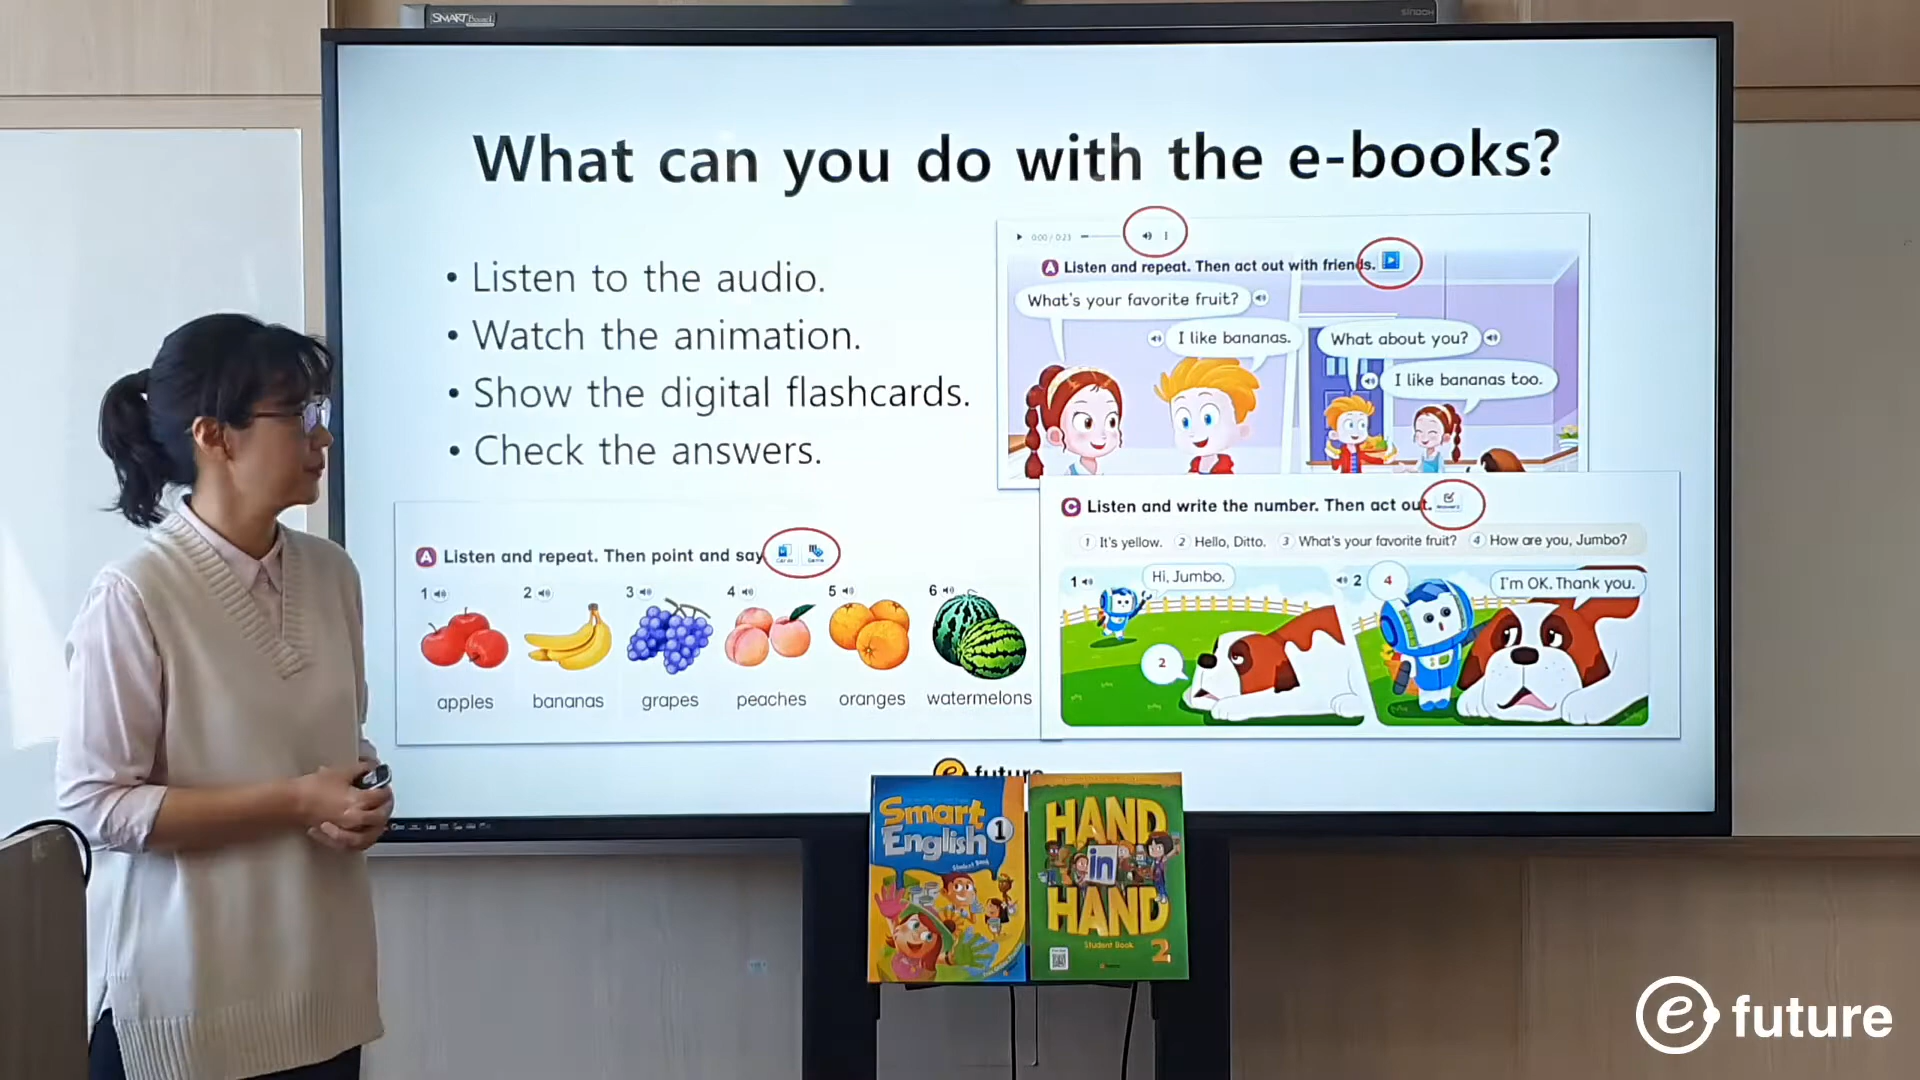 SMART Board
What can you do with the e-books?
• Listen to the audio.
• Watch the animation.
• Show the digital flashcards.
• Check the answers.
0:00 / 0:23
A Listen and repeat. Then act out with friends.
What's your favorite fruit?
I like bananas.
What about you?
I like bananas too.
A Listen and repeat. Then point and say
1 2 3 4 5 6
apples bananas grapes peaches oranges watermelons
C Listen and write the number. Then act out.
1 It's yellow. 2 Hello, Ditto. 3 What's your favorite fruit? 4 How are you, Jumbo?
1 Hi, Jumbo.
2
2 4 I'm OK. Thank you.
e future
Smart
English 1
Student Book
HAND
in
HAND
Student Book 2
e future